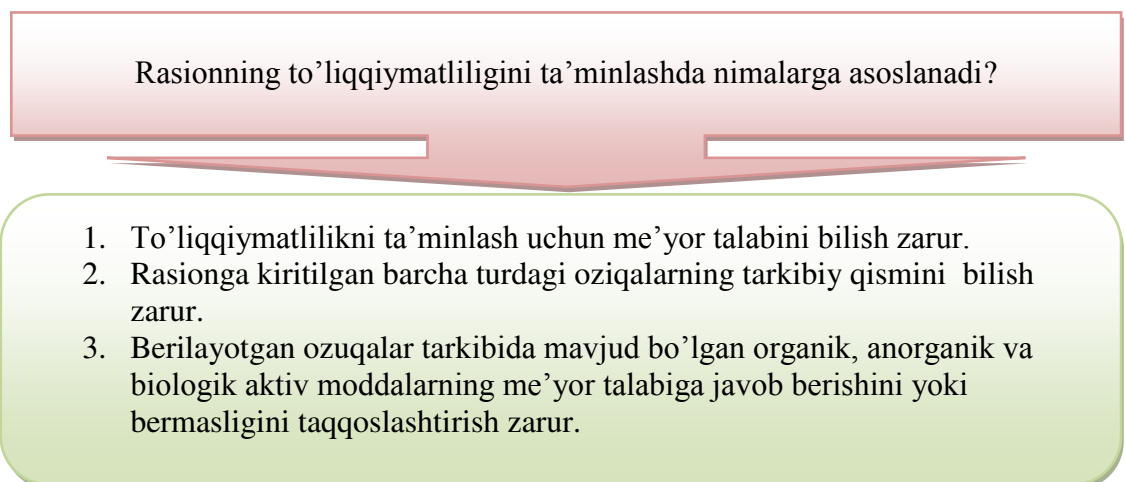 Rasionning to’liqqiymatliligini ta’minlashda nimalarga asoslanadi?
1. To’liqqiymatlilikni ta’minlash uchun me’yor talabini bilish zarur.
2. Rasionga kiritilgan barcha turdagi oziqalarning tarkibiy qismini bilish
zarur.
3. Berilayotgan ozuqalar tarkibida mavjud bo’lgan organik, anorganik va
biologik aktiv moddalarning me’yor talabiga javob berishini yoki
bermasligini taqqoslashtirish zarur.